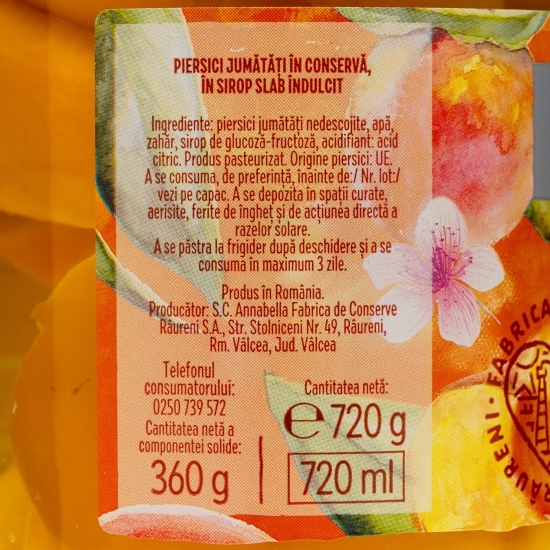 PIERSICI JUMĂTĂȚI ÎN CONSERVĂ,
ÎN SIROP SLAB ÎNDULCIT
Ingrediente: piersici jumătăți nedescojite, apă,
zahăr, sirop de glucoză-fructoză, acidifiant: acid
citric. Produs pasteurizat. Origine piersici: UE.
A se consuma, de preferință, înainte de:/ Nr. lot:/
vezi pe capac. A se depozita în spații curate,
aerisite, ferite de îngheț și de acțiunea directă a
razelor solare.
A se păstra la frigider după deschidere și a se
consumă în maximum 3 zile.
Produs în România.
Producător: S.C. Annabella Fabrica de Conserve
Râureni S.A., Str. Stolniceni Nr. 49, Râureni,
Rm. Vâlcea, Jud. Vâlcea
Telefonul
consumatorului:
0250 739 572
Cantitatea netă a
componentei solide:
360 g
Cantitatea netă:
℮ 720 g
720 ml
RÂURENI · FABRICA